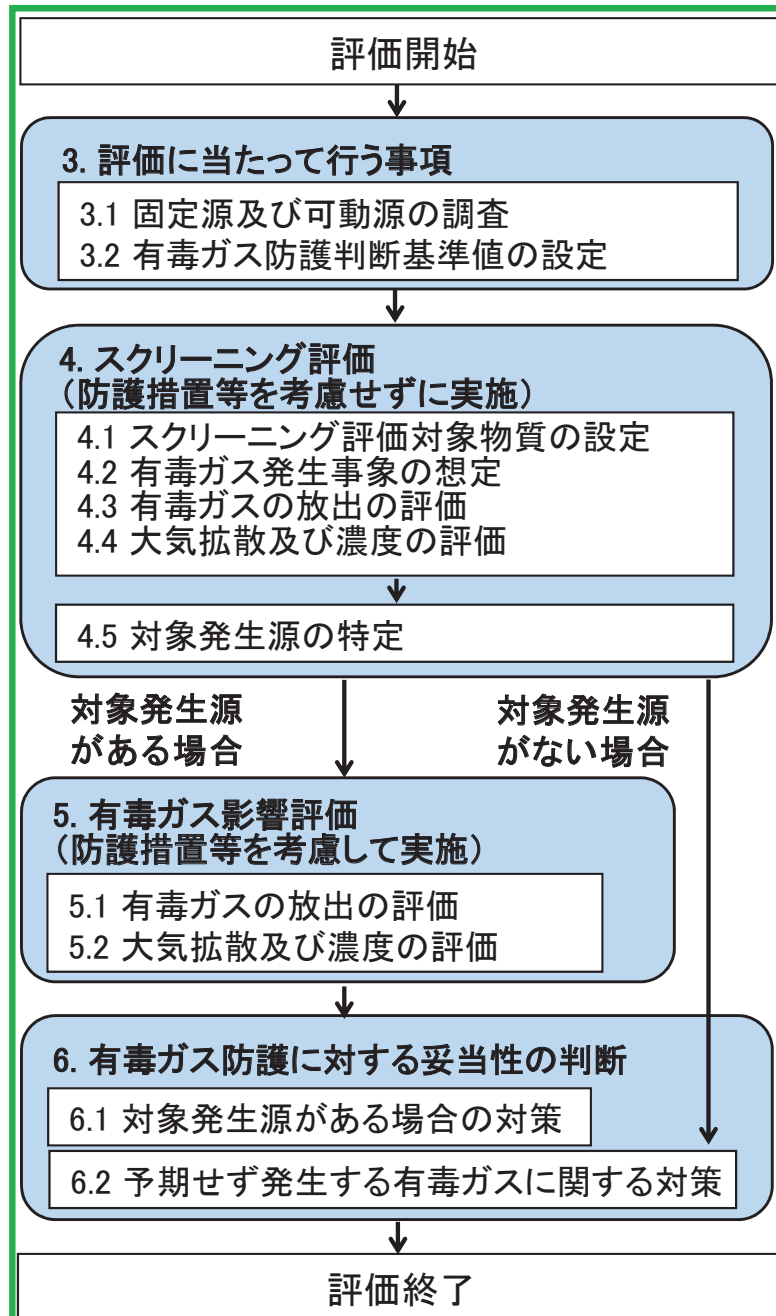 評価開始
3. 評価に当たって行う事項
3.1 固定源及び可動源の調査
3.2 有毒ガス防護判断基準値の設定
4. スクリーニング評価
（防護措置等を考慮せずに実施）
4.1 スクリーニング評価対象物質の設定
4.2 有毒ガス発生事象の想定
4.3 有毒ガスの放出の評価
4.4 大気拡散及び濃度の評価
4.5 対象発生源の特定
対象発生源
がある場合
対象発生源
がない場合
5. 有毒ガス影響評価
（防護措置等を考慮して実施）
5.1 有毒ガスの放出の評価
5.2 大気拡散及び濃度の評価
6. 有毒ガス防護に対する妥当性の判断
6.1 対象発生源がある場合の対策
6.2 予期せず発生する有毒ガスに関する対策
評価終了